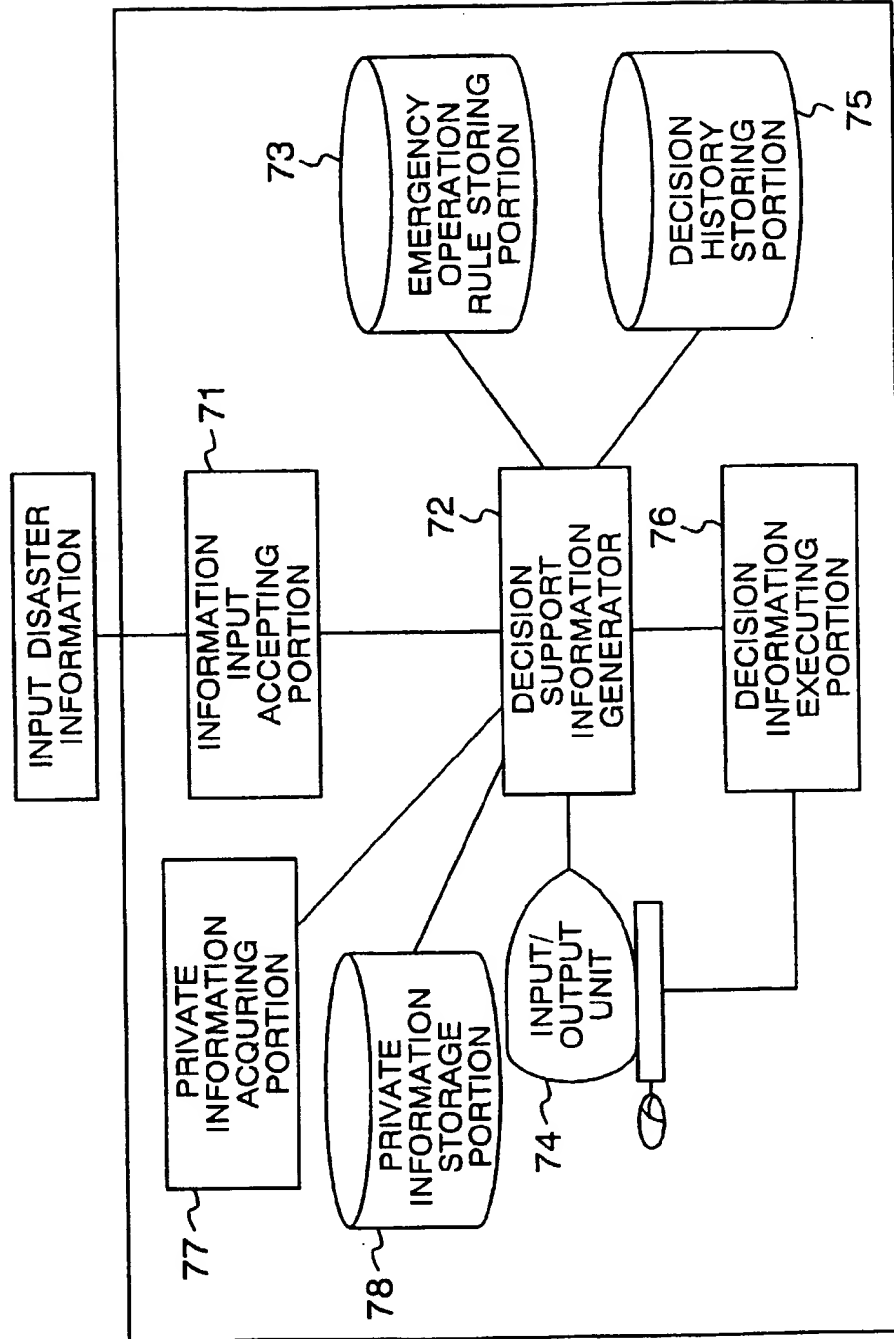 INPUT DISASTER
INFORMATION
71
INFORMATION
INPUT
ACCEPTING
PORTION
77
PRIVATE
INFORMATION
ACQURING
PORTION
78
PRIVATE
INFORMATION
STORAGE
PORTION
73
EMERGENCY
OPERATION
RULE STORING
PORTION
72
DECISION
SUPPORT
INFORMATION
GENERATOR
74
INPUT/
OUTPUT
UNIT
75
DECISION
HISTORY
STORING
PORTION
76
DECISION
INFORMATION
EXECUTING
PORTION